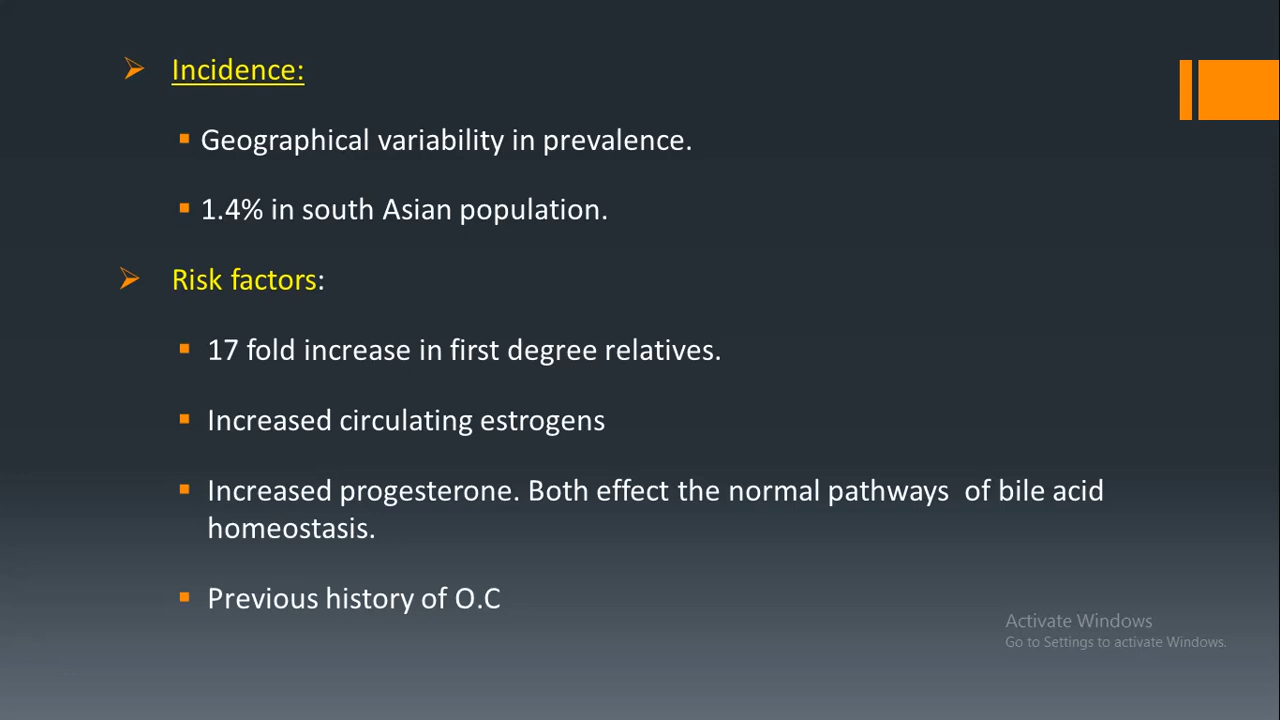 Incidence:
Geographical variability in prevalence.
1.4% in south Asian population.
Risk factors:
17 fold increase in first degree relatives.
Increased circulating estrogens
Increased progesterone. Both effect the normal pathways  of bile acid
homeostasis.
Previous history of O.C
Activate Windows
Go to Settings to activate Windows.